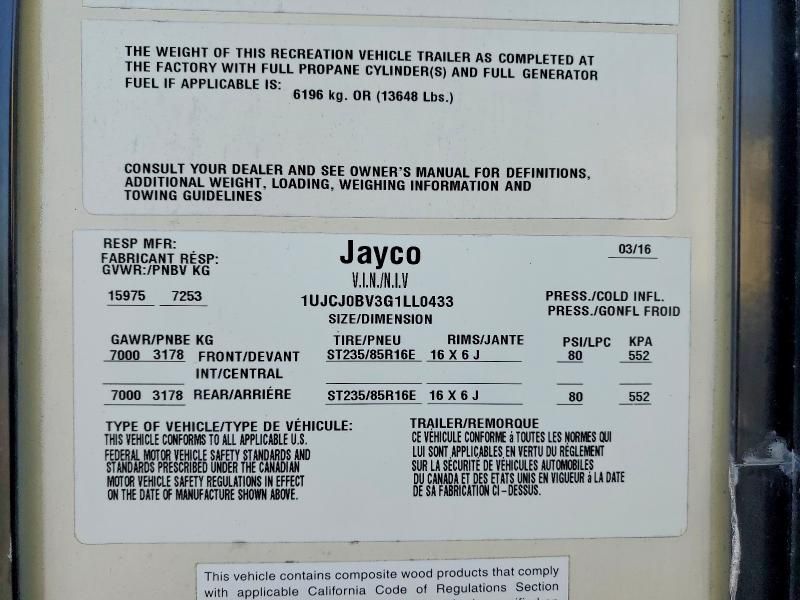 THE WEIGHT OF THIS RECREATION VEHICLE TRAILER AS COMPLETED AT
THE FACTORY WITH FULL PROPANE CYLINDER(S) AND FULL GENERATOR
FUEL IF APPLICABLE IS:
6196 kg. OR (13648 Lbs.)
CONSULT YOUR DEALER AND SEE OWNER'S MANUAL FOR DEFINITIONS,
ADDITIONAL WEIGHT, LOADING, WEIGHING INFORMATION AND
TOWING GUIDELINES
RESP MFR:
FABRICANT RÉSP:
GVWR:/PNBV KG
Jayco
03/16
V.I.N./N.I.V
15975 7253
1UJCJ0BV3G1LL0433
PRESS./COLD INFL.
PRESS./GONFL FROID
SIZE/DIMENSION
GAWR/PNBE KG TIRE/PNEU RIMS/JANTE PSI/LPC KPA
7000 3178 FRONT/DEVANT ST235/85R16E 16 X 6 J 80 552
INT/CENTRAL
7000 3178 REAR/ARRIÉRE ST235/85R16E 16 X 6 J 80 552
TYPE OF VEHICLE/TYPE DE VÉHICULE:
THIS VEHICLE CONFORMS TO ALL APPLICABLE U.S.
FEDERAL MOTOR VEHICLE SAFETY STANDARDS AND
STANDARDS PRESCRIBED UNDER THE CANADIAN
MOTOR VEHICLE SAFETY REGULATIONS IN EFFECT
ON THE DATE OF MANUFACTURE SHOWN ABOVE.
TRAILER/REMORQUE
CE VÉHICULE CONFORME à TOUTES LES NORMES QUI
LUI SONT APPLICABLES EN VERTU DU RÉGLEMENT
SUR LA SÉCURITÉ DE VÉHICULES AUTOMOBILES
DU CANADA ET DES ETATS UNIS EN VIGUEUR à LA DATE
DE SA FABRICATION CI-DESSUS.
This vehicle contains composite wood products that comply
with applicable California Code of Regulations Section